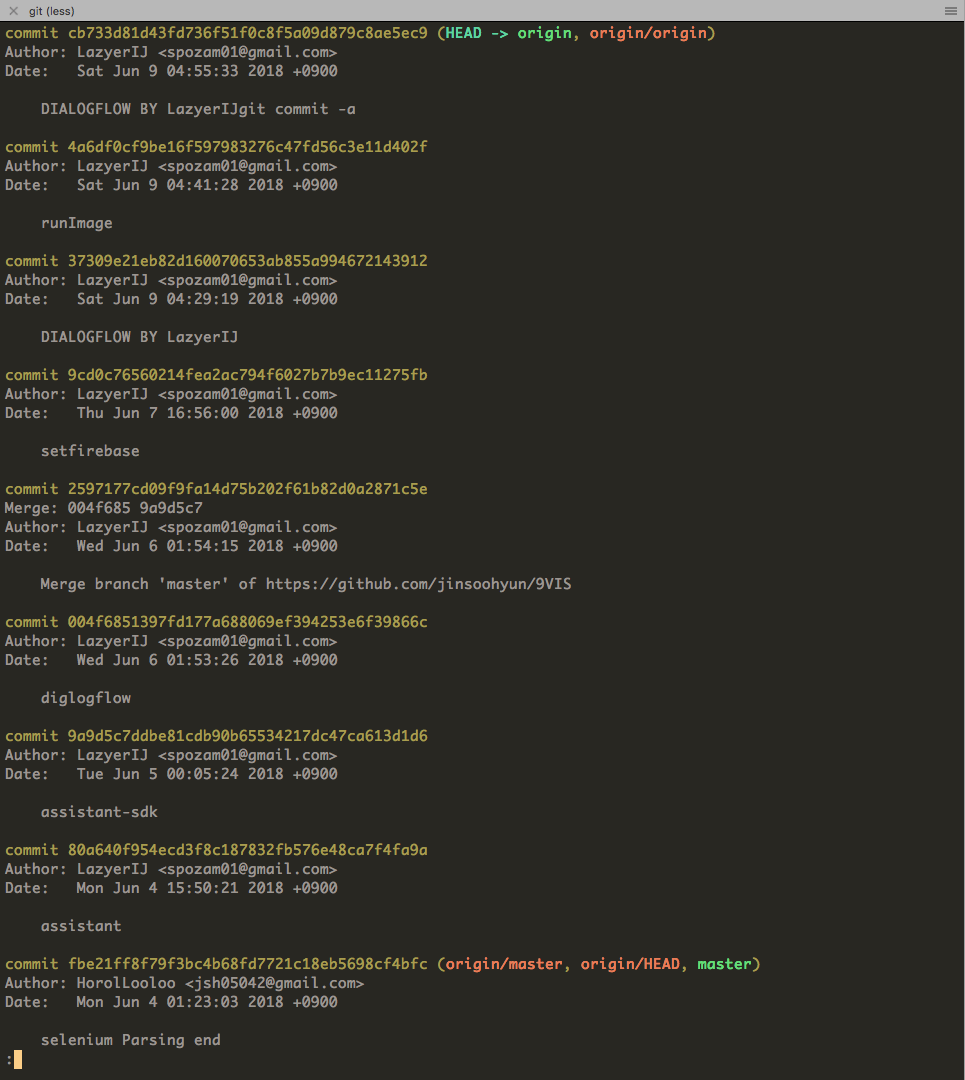 git (less)
commit cb733d81d43fd736f51f0c8f5a09d879c8ae5ec9 (HEAD -> origin, origin/origin)
Author: LazyerIJ <spozam01@gmail.com>
Date:   Sat Jun 9 04:55:33 2018 +0900
DIALOGFLOW BY LazyerIJgit commit -a
commit 4a6df0cf9be16f597983276c47fd56c3e11d402f
Author: LazyerIJ <spozam01@gmail.com>
Date:   Sat Jun 9 04:41:28 2018 +0900
runImage
commit 37309e21eb82d160070653ab855a994672143912
Author: LazyerIJ <spozam01@gmail.com>
Date:   Sat Jun 9 04:29:19 2018 +0900
DIALOGFLOW BY LazyerIJ
commit 9cd0c76560214fea2ac794f6027b7b9ec11275fb
Author: LazyerIJ <spozam01@gmail.com>
Date:   Thu Jun 7 16:56:00 2018 +0900
setfirebase
commit 2597177cd09f9fa14d75b202f61b82d0a2871c5e
Merge: 004f685 9a9d5c7
Author: LazyerIJ <spozam01@gmail.com>
Date:   Wed Jun 6 01:54:15 2018 +0900
Merge branch 'master' of https://github.com/jinsoohyun/9VIS
commit 004f6851397fd177a688069ef394253e6f39866c
Author: LazyerIJ <spozam01@gmail.com>
Date:   Wed Jun 6 01:53:26 2018 +0900
diglogflow
commit 9a9d5c7ddbe81cdb90b65534217dc47ca613d1d6
Author: LazyerIJ <spozam01@gmail.com>
Date:   Tue Jun 5 00:05:24 2018 +0900
assistant-sdk
commit 80a640f954ecd3f8c187832fb576e48ca7f4fa9a
Author: LazyerIJ <spozam01@gmail.com>
Date:   Mon Jun 4 15:50:21 2018 +0900
assistant
commit fbe21ff8f79f3bc4b68fd7721c18eb5698cf4bfc (origin/master, origin/HEAD, master)
Author: HorolLooloo <jsh05042@gmail.com>
Date:   Mon Jun 4 01:23:03 2018 +0900
selenium Parsing end
: